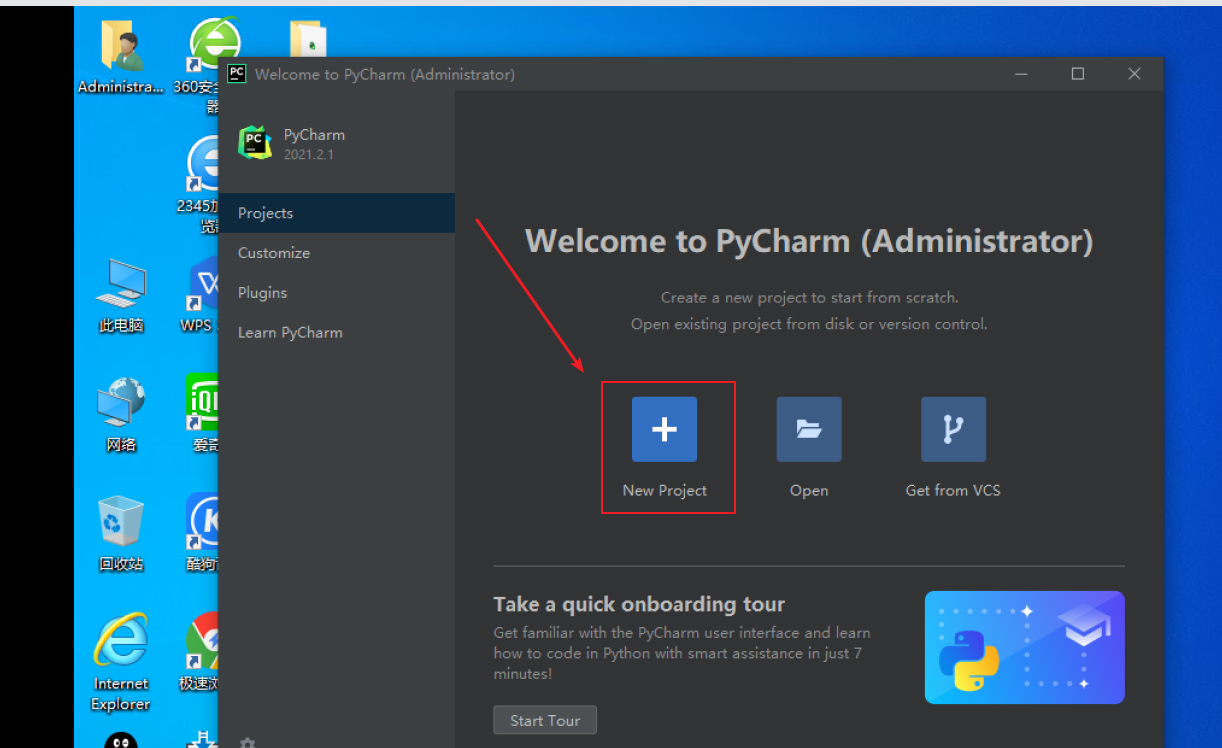 Administra...
360安全
器
Welcome to PyCharm (Administrator)
PyCharm
2021.2.1
2345加
览器
Projects
Customize
Plugins
Learn PyCharm
Welcome to PyCharm (Administrator)
Create a new project to start from scratch.
Open existing project from disk or version control.
此电脑
WPS
网络
爱奇
New Project
Open
Get from VCS
回收站
酷狗
Take a quick onboarding tour
Get familiar with the PyCharm user interface and learn
how to code in Python with smart assistance in just 7
minutes!
Start Tour
Internet
Explorer
极速浏